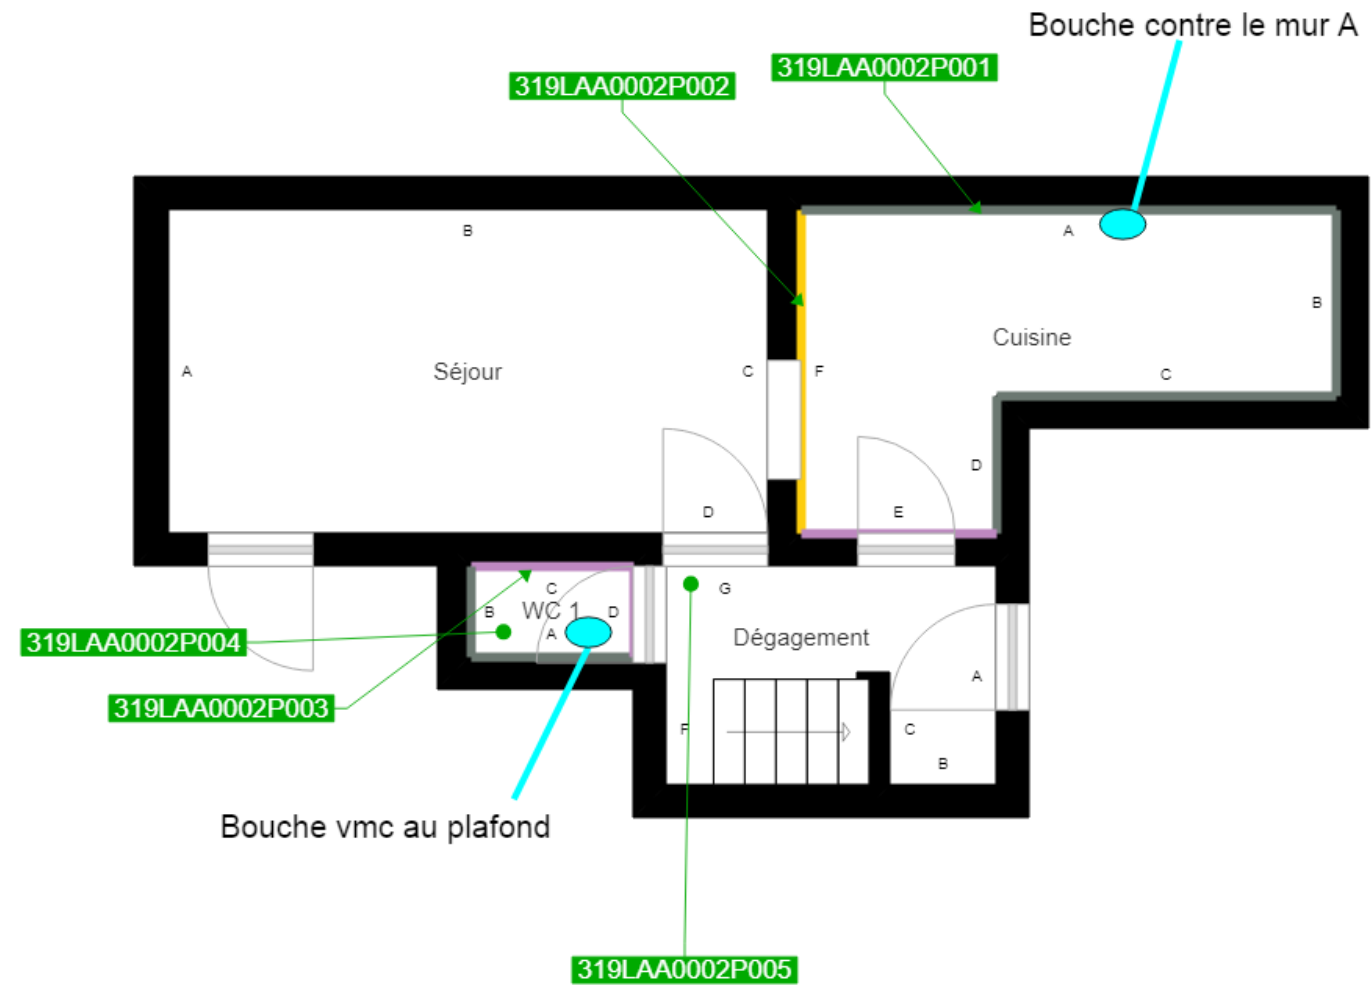 Bouche contre le mur A
319LAA0002P001
319LAA0002P002
B
A
B
Cuisine
A
Séjour
C
F
C
D
D
E
C
G
B
WC 1
D
A
Dégagement
319LAA0002P004
A
319LAA0002P003
F
C
B
Bouche vmc au plafond
319LAA0002P005